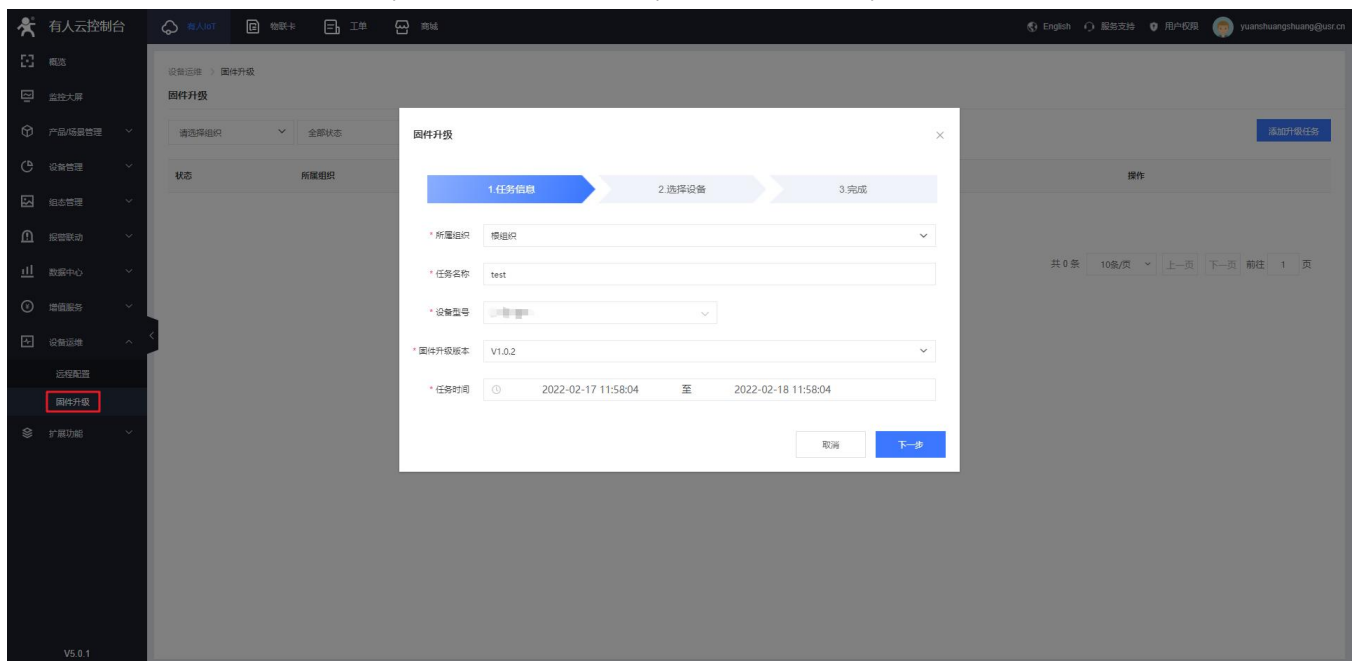 有人云控制台
有人IoT 物联卡 工单 商城
English 服务支持 用户权限 yuanshuangshuang@usr.cn
概览
监控大屏
产品/场景管理
设备管理
组态管理
报警联动
数据中心
增值服务
设备运维
远程配置
固件升级
扩展功能
V5.0.1
设备运维 固件升级
固件升级
请选择组织 全部状态
添加升级任务
状态 所属组织 操作
共 0 条 10条/页 上一页 下一页 前往 1 页
固件升级
1.任务信息 2.选择设备 3.完成
* 所属组织 根组织
* 任务名称 test
* 设备型号
* 固件升级版本 V1.0.2
* 任务时间 2022-02-17 11:58:04 至 2022-02-18 11:58:04
取消 下一步